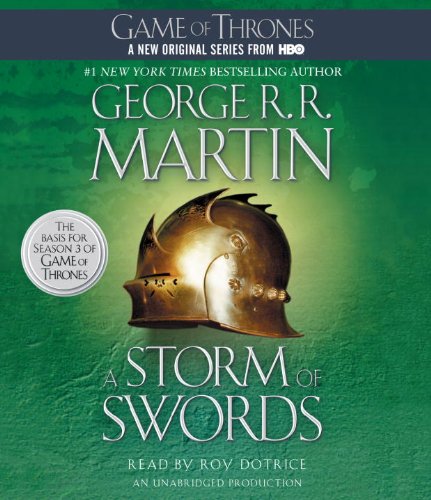 GAME OF THRONES
A NEW ORIGINAL SERIES FROM HBO
#1 NEW YORK TIMES BESTSELLING AUTHOR
GEORGE R. R.
MARTIN
THE
BASIS FOR
SEASON 3 OF
GAME OF
THRONES
A STORM OF
SWORDS
READ BY ROY DOTRICE
AN UNABRIDGED PRODUCTION